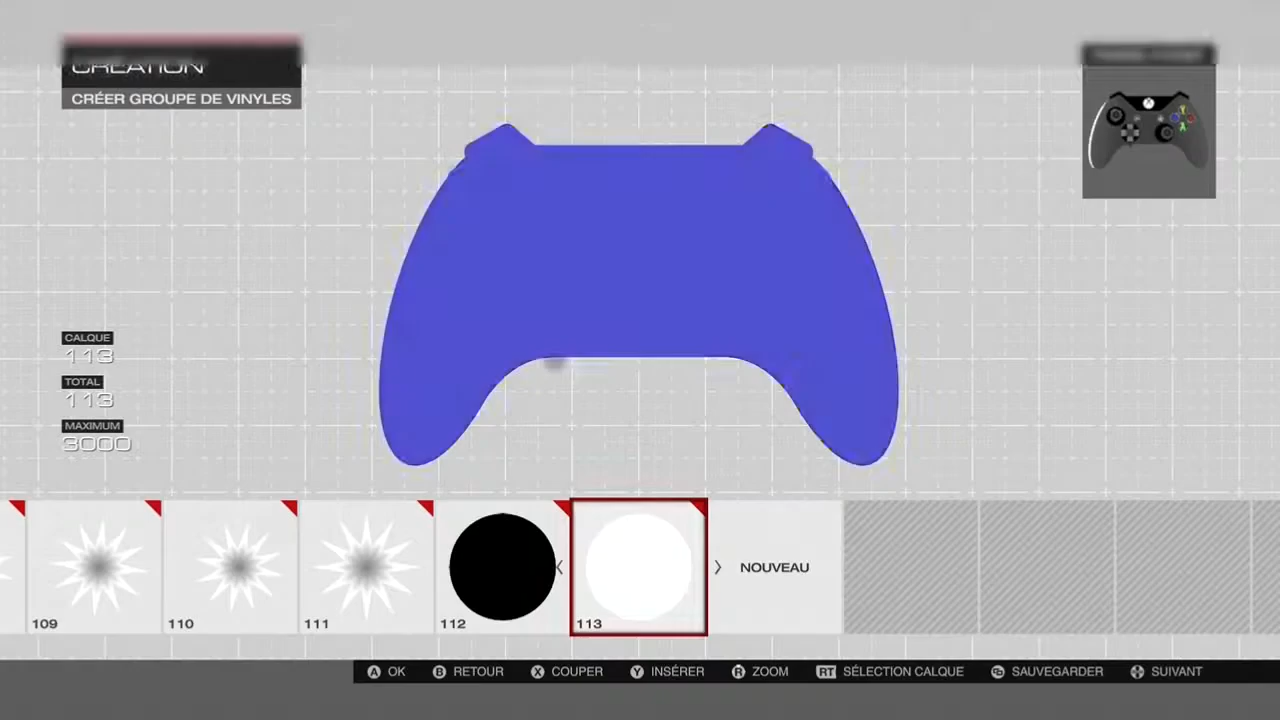 CRÉATION
CRÉER GROUPE DE VINYLES
Y
A
CALQUE
113
TOTAL
113
MAXIMUM
3000
109
110
111
112
<
113
>
NOUVEAU
A OK
B RETOUR
X COUPER
Y INSÉRER
R ZOOM
RT SÉLECTION CALQUE
SAUVEGARDER
SUIVANT